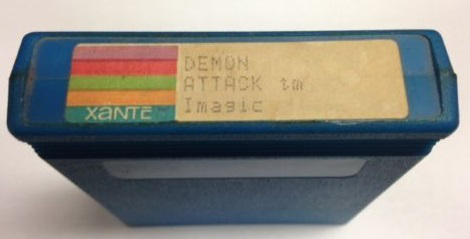 DEMON
ATTACK tm
Imagic
XANTE